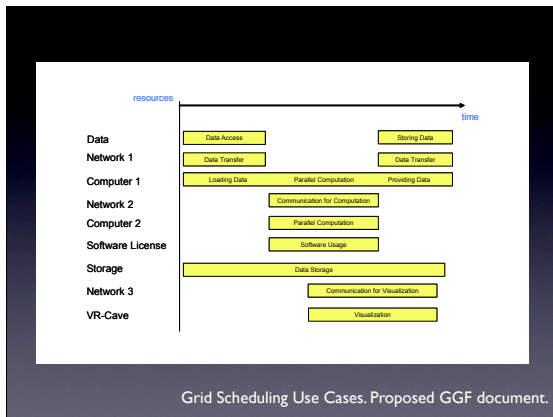 resources
time
Data Data Access Storing Data
Network 1 Data Transfer Data Transfer
Computer 1 Loading Data Parallel Computation Providing Data
Network 2 Communication for Computation
Computer 2 Parallel Computation
Software License Software Usage
Storage Data Storage
Network 3 Communication for Visualization
VR-Cave Visualization
Grid Scheduling Use Cases. Proposed GGF document.